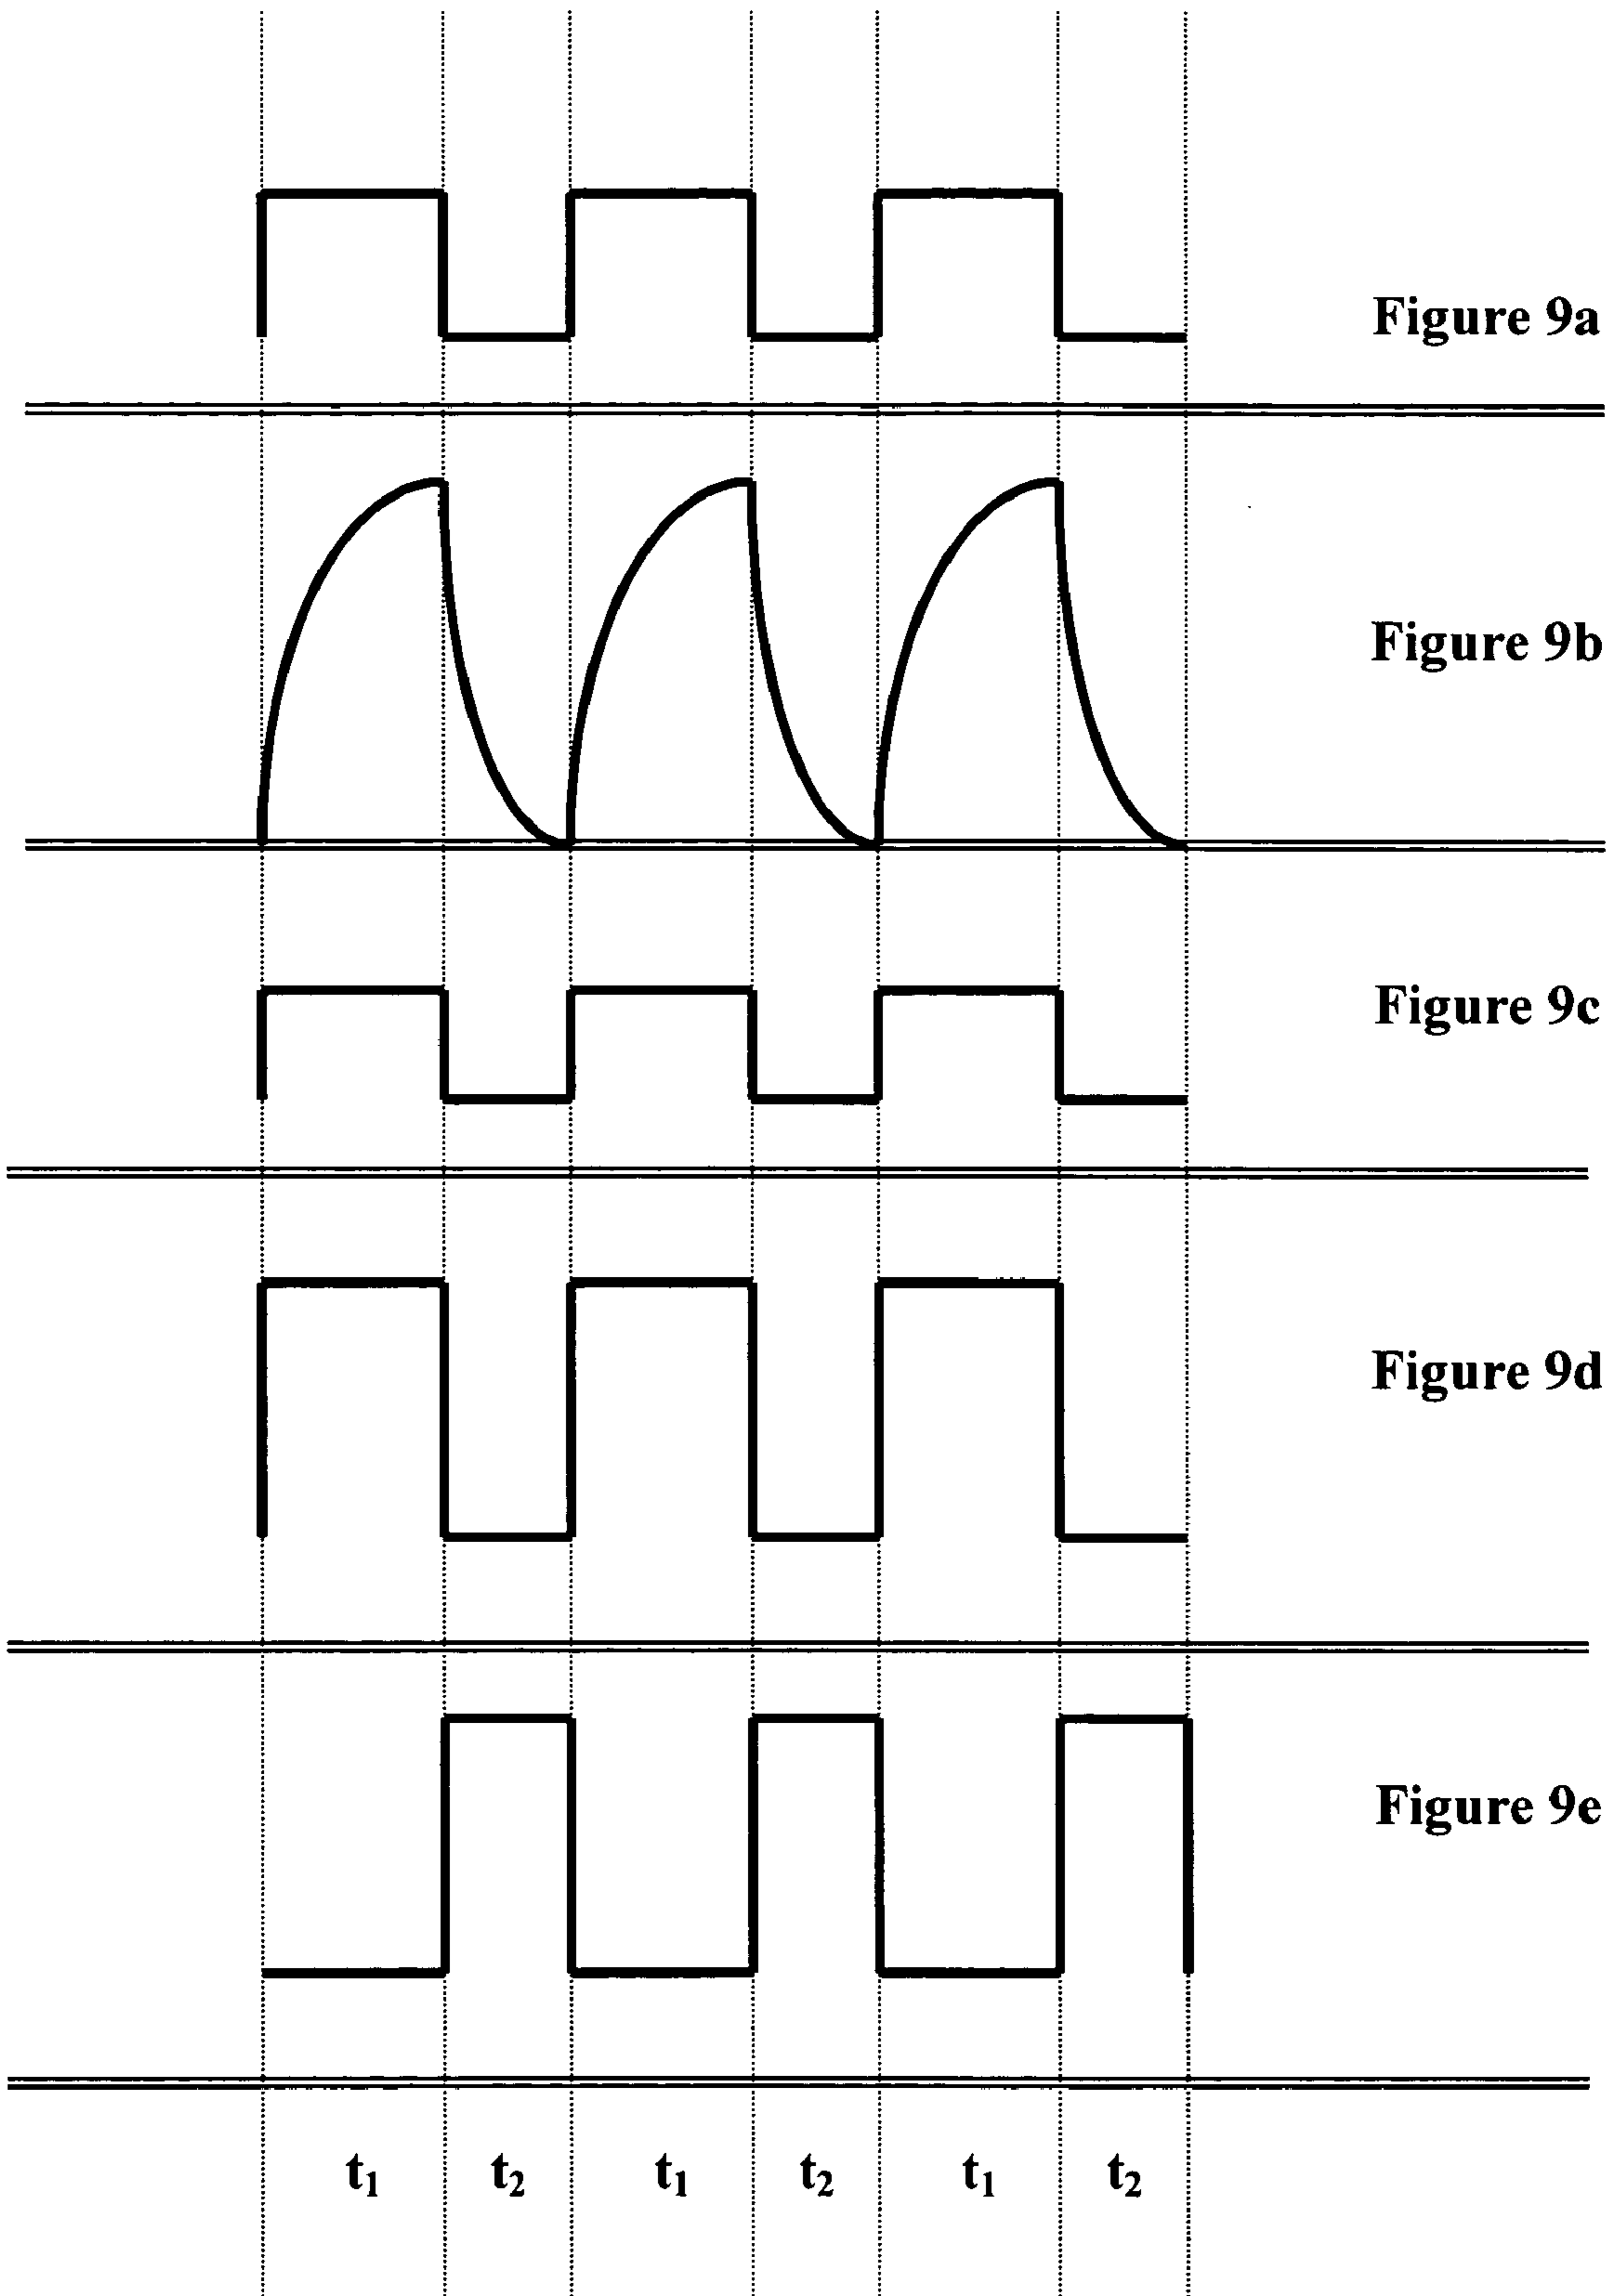 Figure 9a
Figure 9b
Figure 9c
Figure 9d
Figure 9e
t₁ t₂ t₁ t₂ t₁ t₂